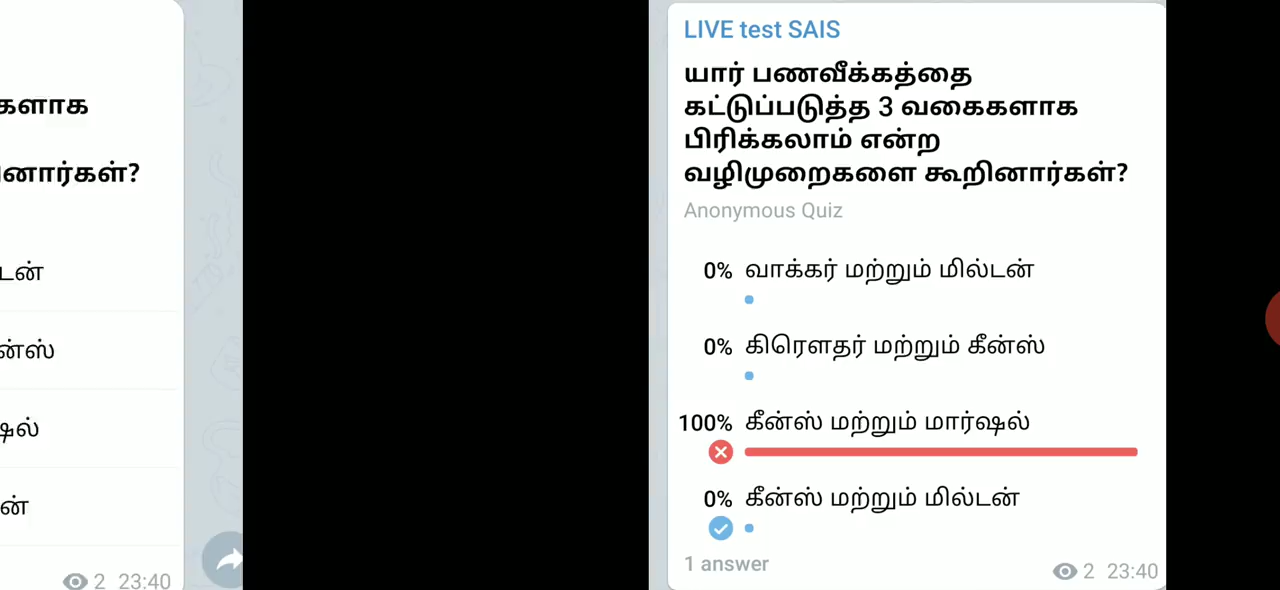 களாக
னார்கள்?
டன்
ன்ஸ்
ஷல்
ன்
2 23:40
LIVE test SAIS
யார் பணவீக்கத்தை
கட்டுப்படுத்த 3 வகைகளாக
பிரிக்கலாம் என்ற
வழிமுறைகளை கூறினார்கள்?
Anonymous Quiz
0% வாக்கர் மற்றும் மில்டன்
0% கிரௌதர் மற்றும் கீன்ஸ்
100% கீன்ஸ் மற்றும் மார்ஷல்
0% கீன்ஸ் மற்றும் மில்டன்
1 answer
2 23:40